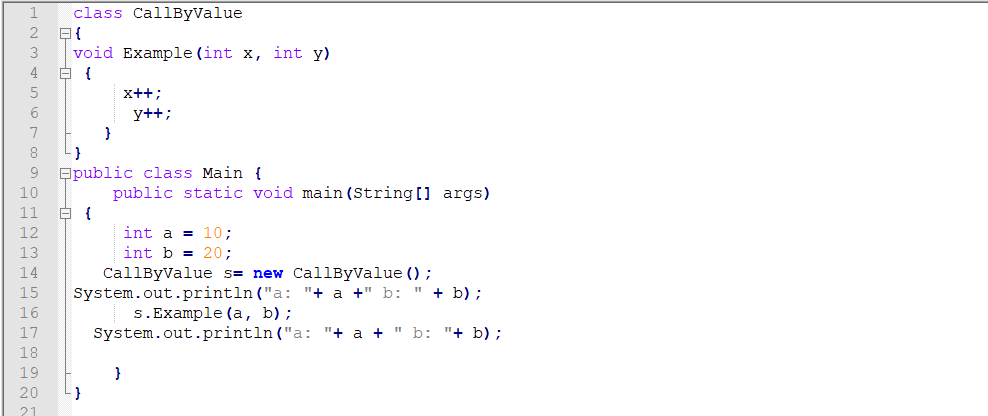 1 class CallByValue
2 {
3 void Example(int x, int y)
4 {
5 x++;
6 y++;
7 }
8 }
9 public class Main {
10 public static void main(String[] args)
11 {
12 int a = 10;
13 int b = 20;
14 CallByValue s= new CallByValue();
15 System.out.println("a: "+ a +" b: " + b);
16 s.Example(a, b);
17 System.out.println("a: "+ a + " b: "+ b);
18
19 }
20 }
21